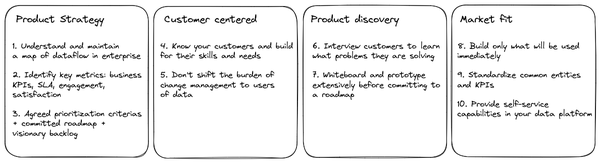 Product Strategy
1. Understand and maintain
a map of dataflow in enterprise
2. Identify key metrics: business
KPIs, SLA, engagement,
satisfaction
3. Agreed prioritization criterias
+ committed roadmap +
visionary backlog
Customer centered
4. Know your customers and build
for their skills and needs
5. Don't shift the burden of
change management to users
of data
Product discovery
6. Interview customers to learn
what problems they are solving
7. Whiteboard and prototype
extensively before committing to
a roadmap
Market fit
8. Build only what will be used
immediately
9. Standardize common entities
and KPIs
10. Provide self-service
capabilities in your data platform